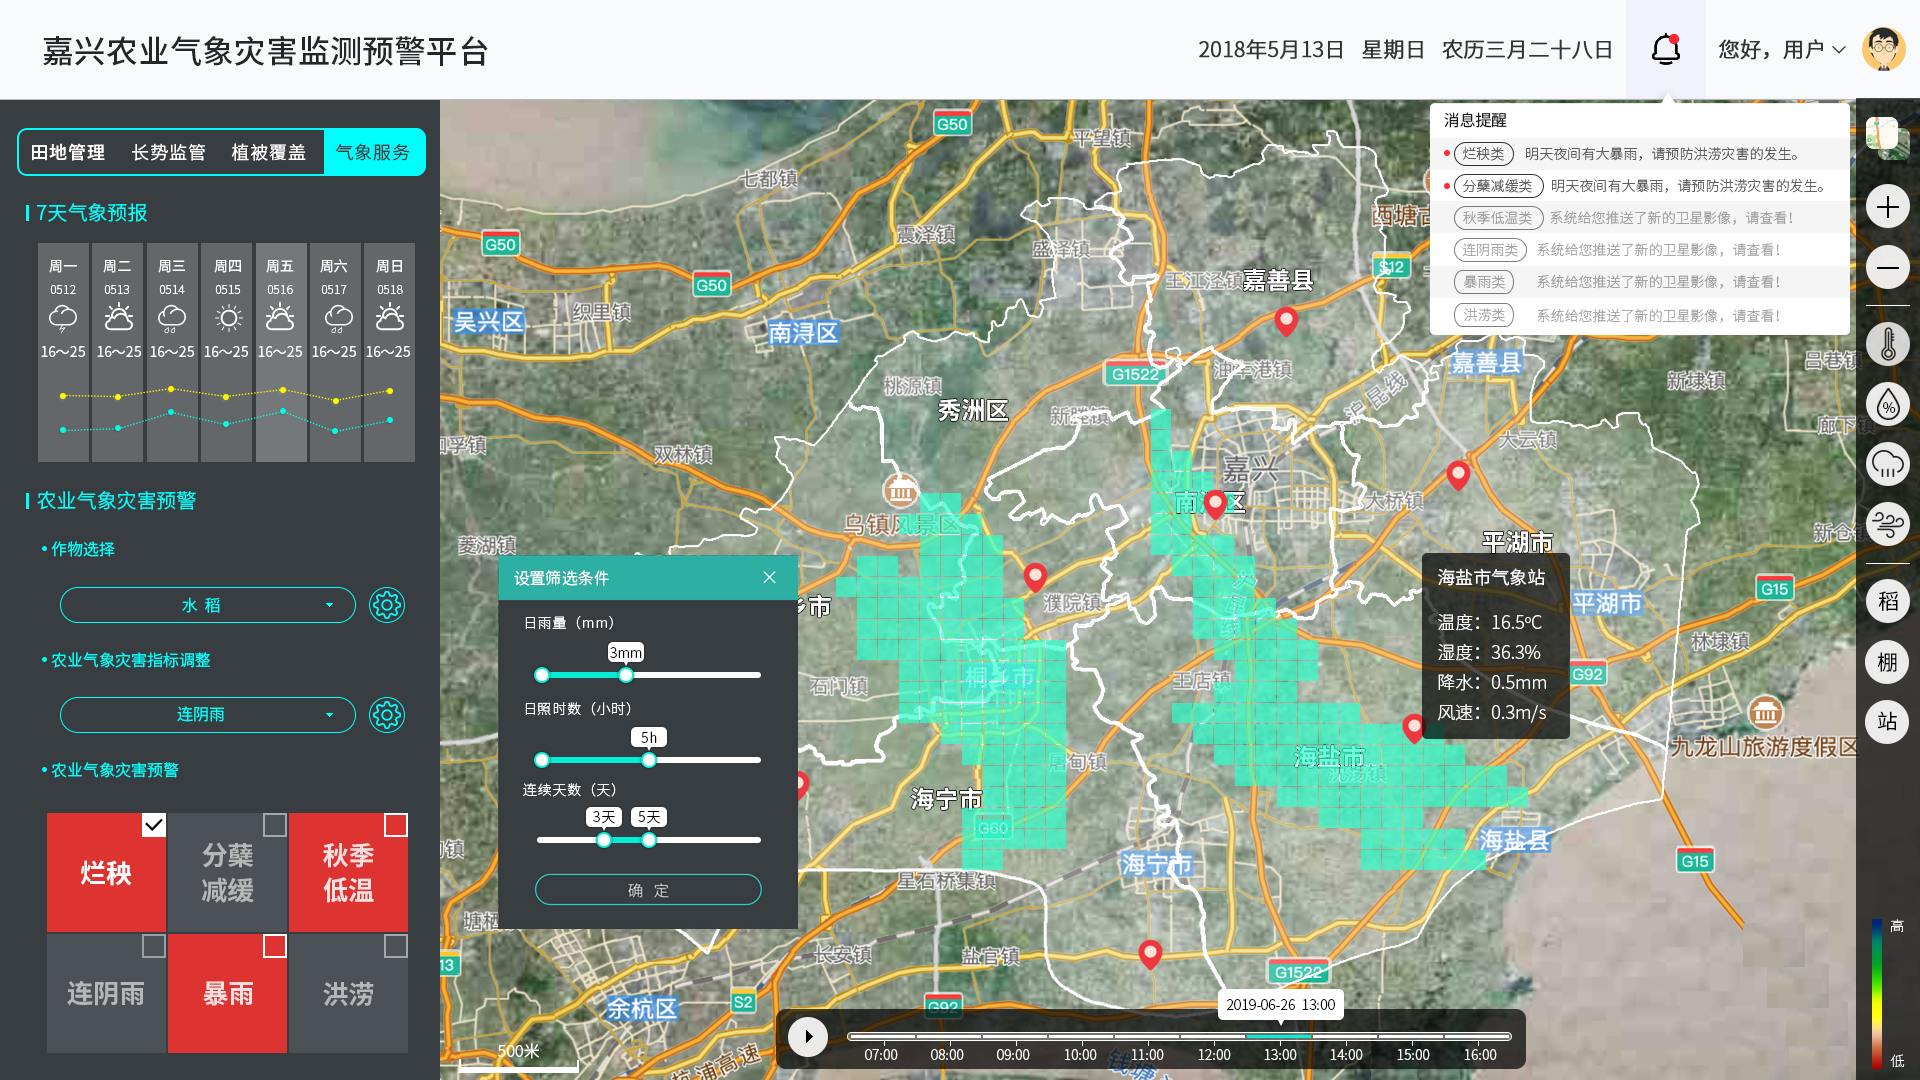 嘉兴农业气象灾害监测预警平台
2018年5月13日 星期日 农历三月二十八日
您好，用户
田地管理 长势监管 植被覆盖 气象服务
7天气象预报
周一 周二 周三 周四 周五 周六 周日
0512 0513 0514 0515 0516 0517 0518
16～25 16～25 16～25 16～25 16～25 16～25 16～25
农业气象灾害预警
• 作物选择
水 稻
• 农业气象灾害指标调整
连阴雨
• 农业气象灾害预警
烂秧
分蘖
减缓
秋季
低温
连阴雨
暴雨
洪涝
消息提醒
烂秧类 明天夜间有大暴雨，请预防洪涝灾害的发生。
分蘖减缓类 明天夜间有大暴雨，请预防洪涝灾害的发生。
秋季低温类 系统给您推送了新的卫星影像，请查看！
连阴雨类 系统给您推送了新的卫星影像，请查看！
暴雨类 系统给您推送了新的卫星影像，请查看！
洪涝类 系统给您推送了新的卫星影像，请查看！
设置筛选条件
日雨量（mm）
3mm
日照时数（小时）
5h
连续天数（天）
3天 5天
确 定
海盐市气象站
温度：16.5ºC
湿度：36.3%
降水：0.5mm
风速：0.3m/s
%
稻
棚
站
高
低
2019-06-26 13:00
07:00 08:00 09:00 10:00 11:00 12:00 13:00 14:00 15:00 16:00
500米
G50
平望镇
七都镇
G50
震泽镇
盛泽镇
G50
王江泾镇
嘉善县
S12
西塘古
吴兴区
织里镇
南浔区
G1522
油车港镇
嘉善县
吕巷镇
新埭镇
桃源镇
秀洲区
新塍镇
沪昆线
廊下镇
大云镇
双林镇
嘉兴
乌镇风景区
大桥镇
平湖市
新仓镇
菱湖镇
G15
平湖市
濮院镇
乡市
林埭镇
G92
石门镇
桐乡市
王店镇
九龙山旅游度假区
海盐市
屠甸镇
海宁市
G60
海盐县
海宁市
G15
星石桥集镇
塘栖
长安镇
盐官镇
13
G1522
余杭区
S2
G92
杭浦高速